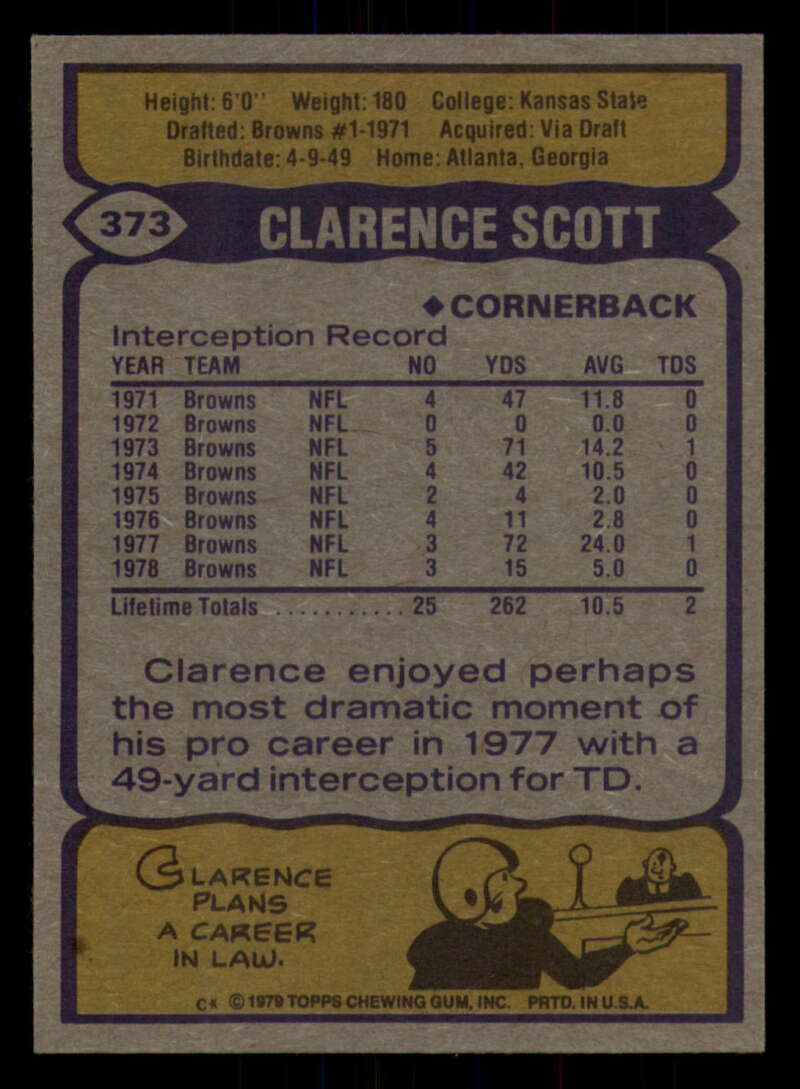 Height: 6'0" Weight: 180 College: Kansas State
Drafted: Browns #1-1971 Acquired: Via Draft
Birthdate: 4-9-49 Home: Atlanta, Georgia
373 CLARENCE SCOTT
◆CORNERBACK
Interception Record
YEAR TEAM NO YDS AVG TDS
1971 Browns NFL 4 47 11.8 0
1972 Browns NFL 0 0 0.0 0
1973 Browns NFL 5 71 14.2 1
1974 Browns NFL 4 42 10.5 0
1975 Browns NFL 2 4 2.0 0
1976 Browns NFL 4 11 2.8 0
1977 Browns NFL 3 72 24.0 1
1978 Browns NFL 3 15 5.0 0
Lifetime Totals ........... 25 262 10.5 2
Clarence enjoyed perhaps
the most dramatic moment of
his pro career in 1977 with a
49-yard interception for TD.
CLARENCE
PLANS
A CAREER
IN LAW.
C* © 1979 TOPPS CHEWING GUM, INC. PRTD. IN U.S.A.